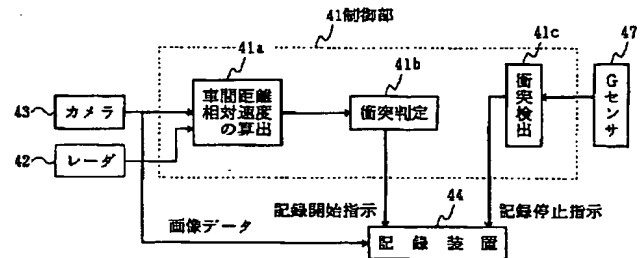 41制御部
41a
41b
41c
47
車間距離
相対速度
の算出
衝突判定
衝突検出
Gセンサ
43
カメラ
42
レーダ
記録開始指示
44
記録停止指示
画像データ
記録装置